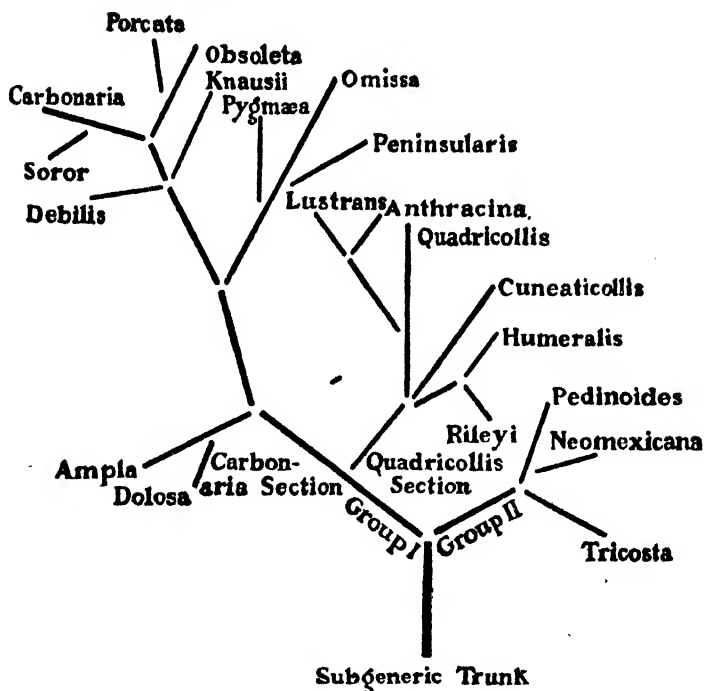 Porcata
Obsoleta
Knausii
Pygmæa
Omissa
Carbonaria
Soror
Debilis
Peninsularis
Lustrans
Anthracina.
Quadricollis
Cuneaticollis
Humeralis
Rileyi
Pedinoides
Neomexicana
Tricosta
Ampla
Dolosa
Carbon-
aria Section
Quadricollis
Section
Group I
Group II
Subgeneric Trunk